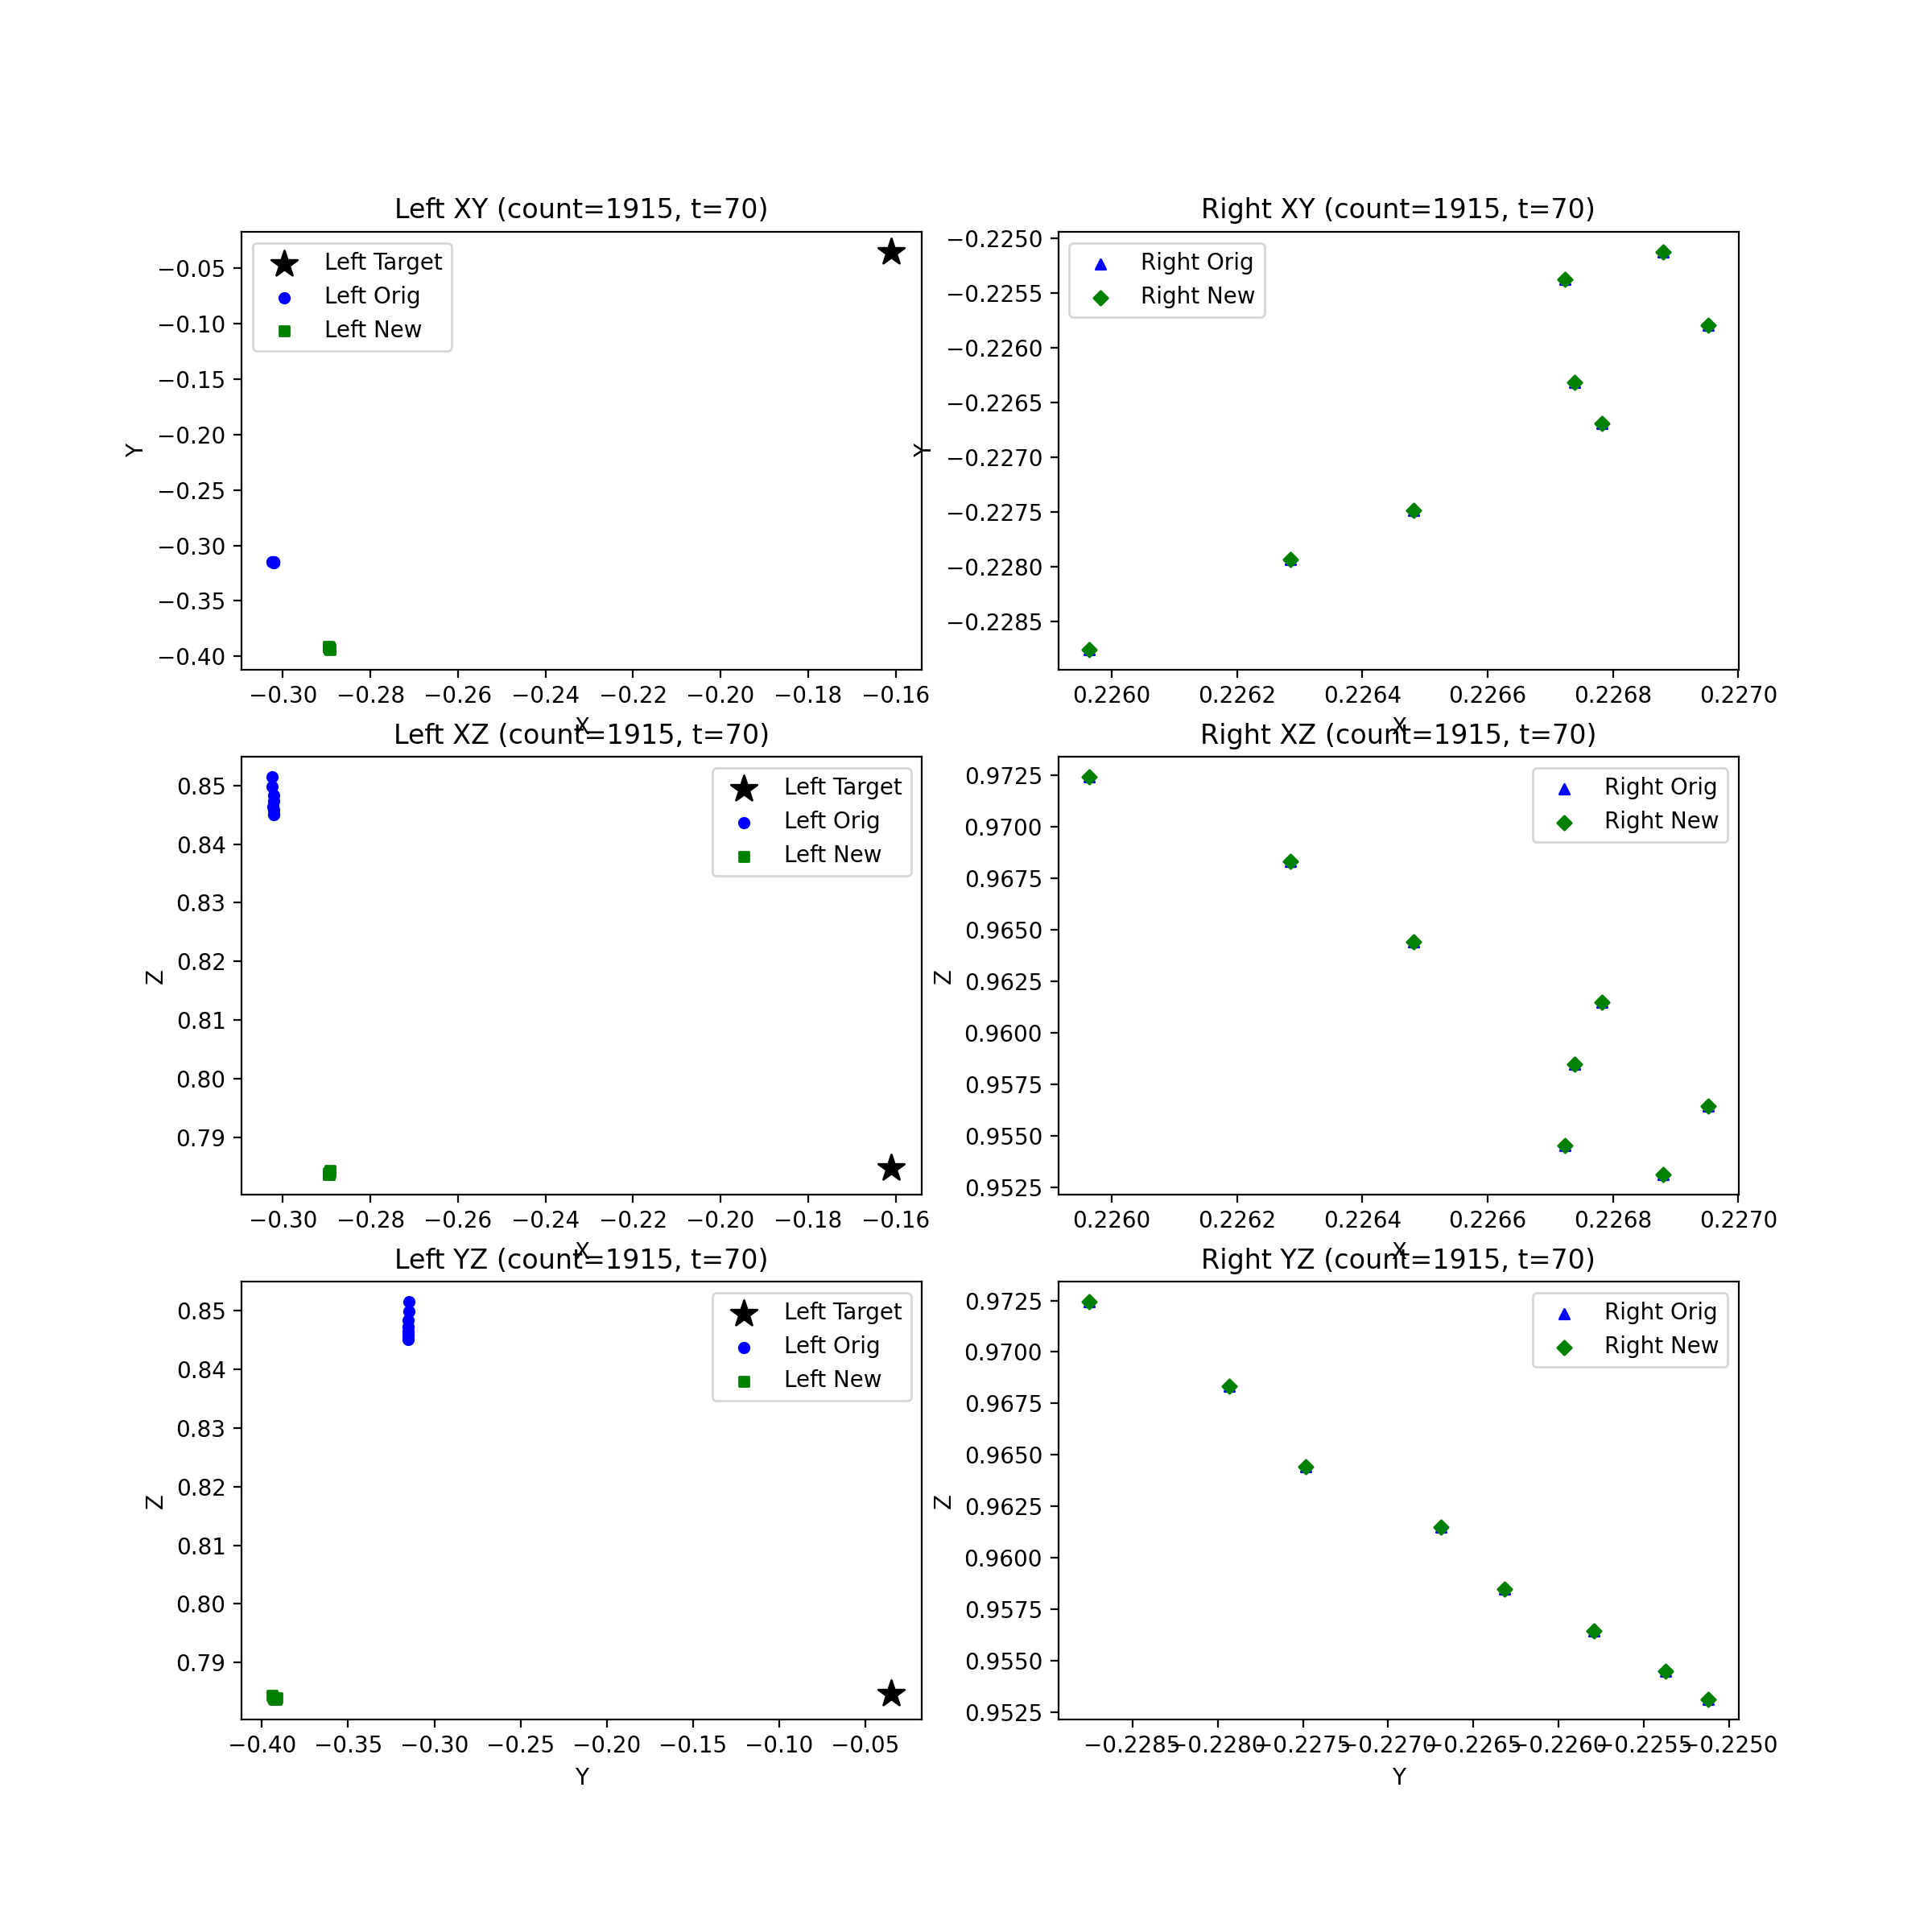 Left XY (count=1915, t=70)
Left Target
Left Orig
Left New
Y
−0.05
−0.10
−0.15
−0.20
−0.25
−0.30
−0.35
−0.40
−0.30 −0.28 −0.26 −0.24 −0.22 −0.20 −0.18 −0.16
X
Right XY (count=1915, t=70)
Right Orig
Right New
Y
−0.2250
−0.2255
−0.2260
−0.2265
−0.2270
−0.2275
−0.2280
−0.2285
0.2260 0.2262 0.2264 0.2266 0.2268 0.2270
X
Left XZ (count=1915, t=70)
Left Target
Left Orig
Left New
Z
0.85
0.84
0.83
0.82
0.81
0.80
0.79
−0.30 −0.28 −0.26 −0.24 −0.22 −0.20 −0.18 −0.16
X
Right XZ (count=1915, t=70)
Right Orig
Right New
Z
0.9725
0.9700
0.9675
0.9650
0.9625
0.9600
0.9575
0.9550
0.9525
0.2260 0.2262 0.2264 0.2266 0.2268 0.2270
X
Left YZ (count=1915, t=70)
Left Target
Left Orig
Left New
Z
0.85
0.84
0.83
0.82
0.81
0.80
0.79
−0.40 −0.35 −0.30 −0.25 −0.20 −0.15 −0.10 −0.05
Y
Right YZ (count=1915, t=70)
Right Orig
Right New
Z
0.9725
0.9700
0.9675
0.9650
0.9625
0.9600
0.9575
0.9550
0.9525
−0.2285 −0.2280 −0.2275 −0.2270 −0.2265 −0.2260 −0.2255 −0.2250
Y